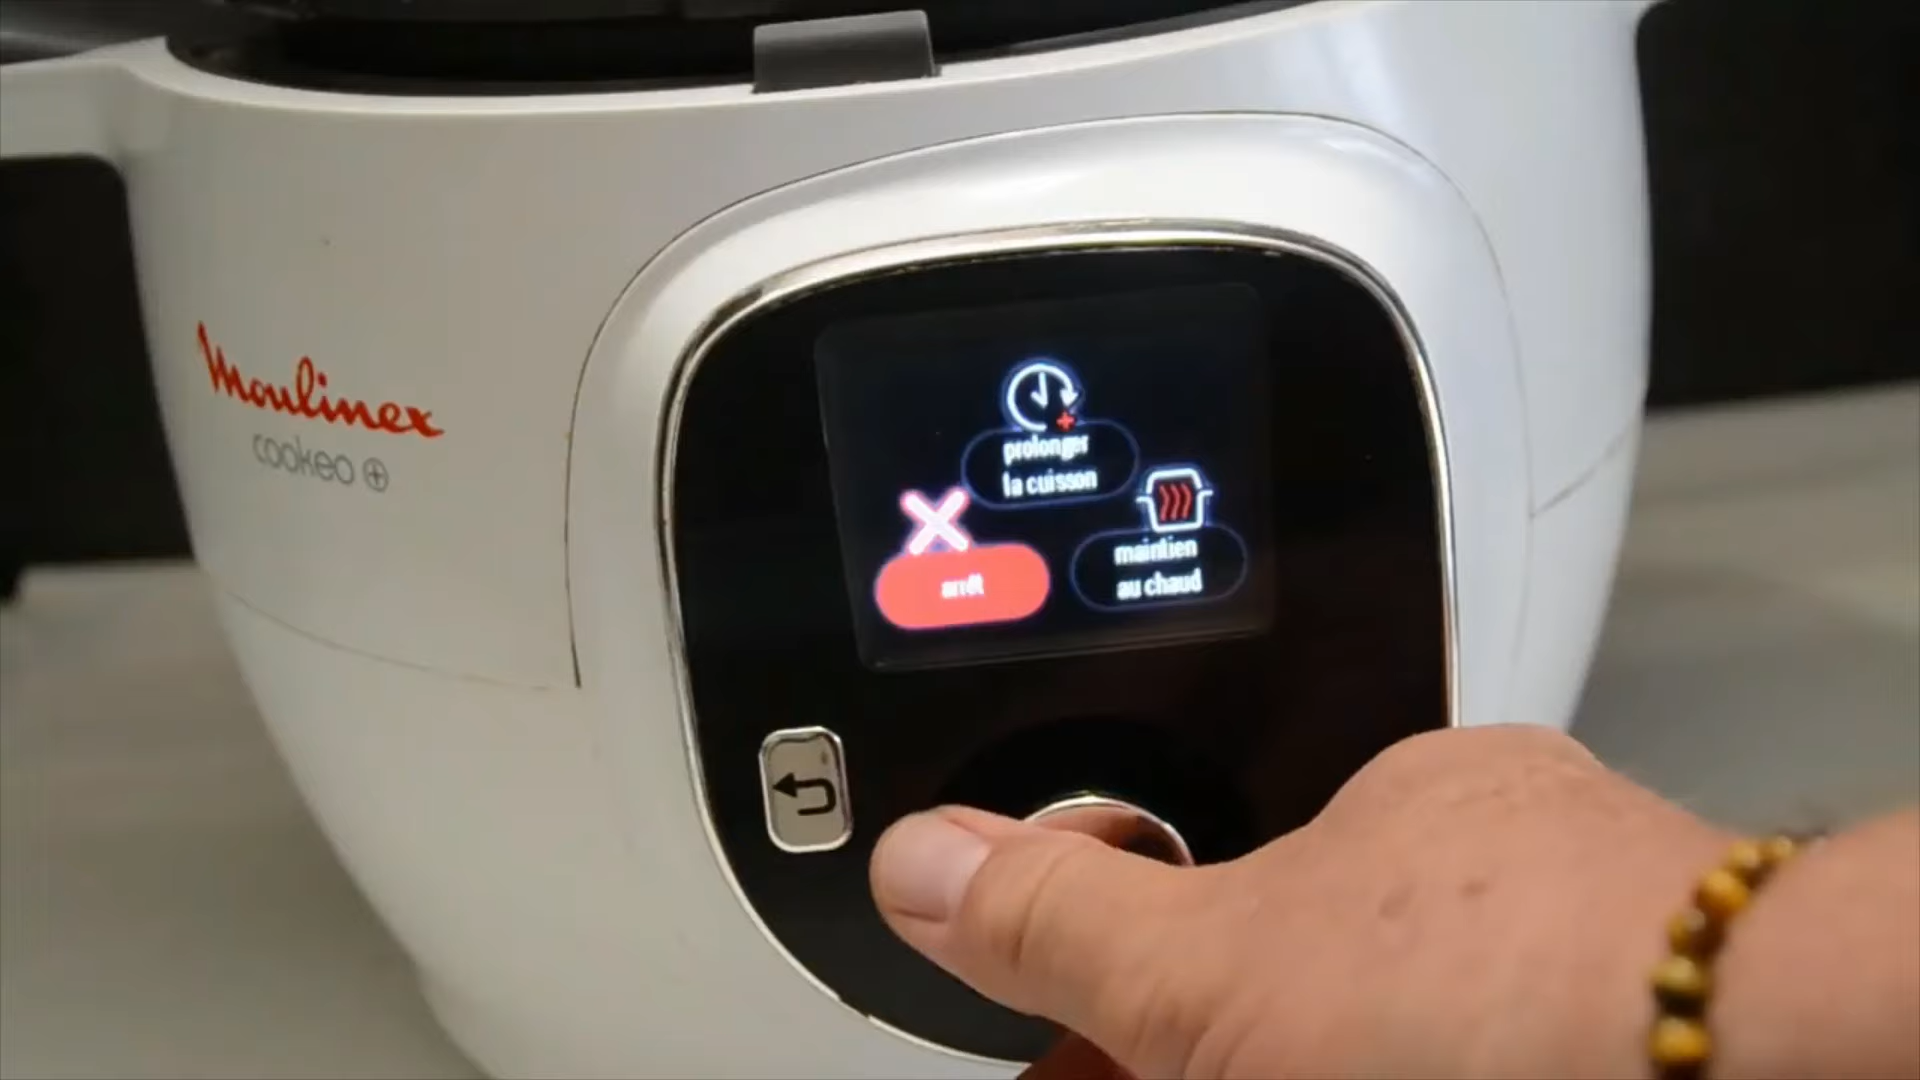 Moulinex
cookeo +
prolonger
la cuisson
arrêt
maintien
au chaud